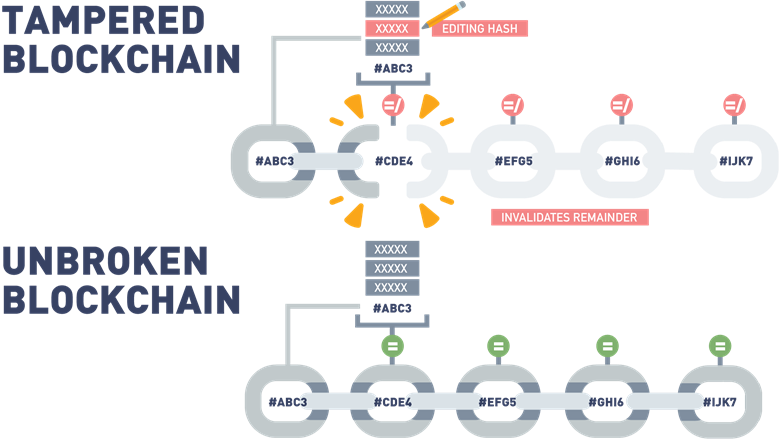 TAMPERED
BLOCKCHAIN
XXXXX
XXXXX
EDITING HASH
XXXXX
#ABC3
=/
=/
=/
=/
#ABC3
#CDE4
#EFG5
#GHI6
#IJK7
INVALIDATES REMAINDER
UNBROKEN
BLOCKCHAIN
XXXXX
XXXXX
XXXXX
#ABC3
=
=
=
=
#ABC3
#CDE4
#EFG5
#GHI6
#IJK7